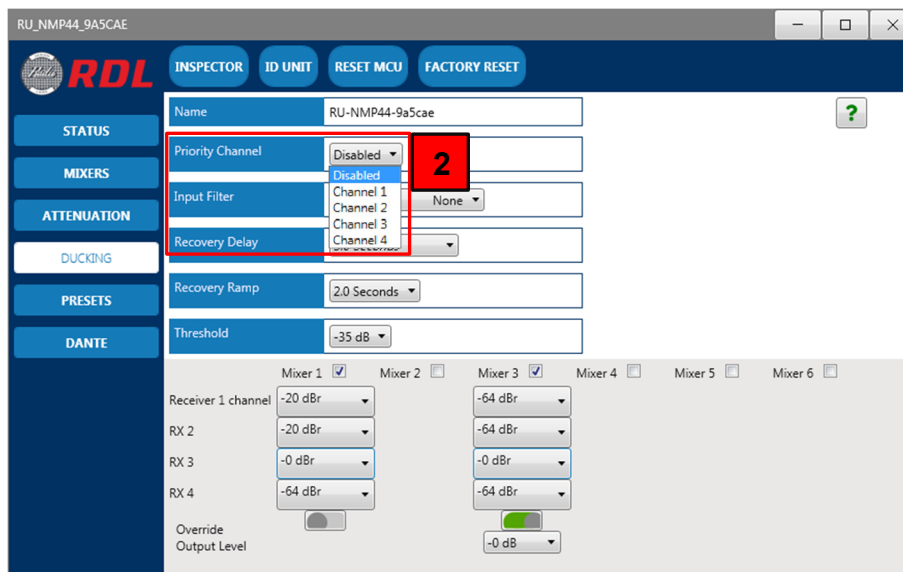 RU_NMP44_9A5CAE
Radio
RDL
INSPECTOR
ID UNIT
RESET MCU
FACTORY RESET
STATUS
MIXERS
ATTENUATION
DUCKING
PRESETS
DANTE
Name
RU-NMP44-9a5cae
?
Priority Channel
Disabled
2
Disabled
Channel 1
Channel 2
Channel 3
Channel 4
Input Filter
None
Recovery Delay
Recovery Ramp
2.0 Seconds
Threshold
-35 dB
Mixer 1 Mixer 2 Mixer 3 Mixer 4 Mixer 5 Mixer 6
Receiver 1 channel -20 dBr -64 dBr
RX 2 -20 dBr -64 dBr
RX 3 -0 dBr -0 dBr
RX 4 -64 dBr -64 dBr
Override
Output Level
-0 dB